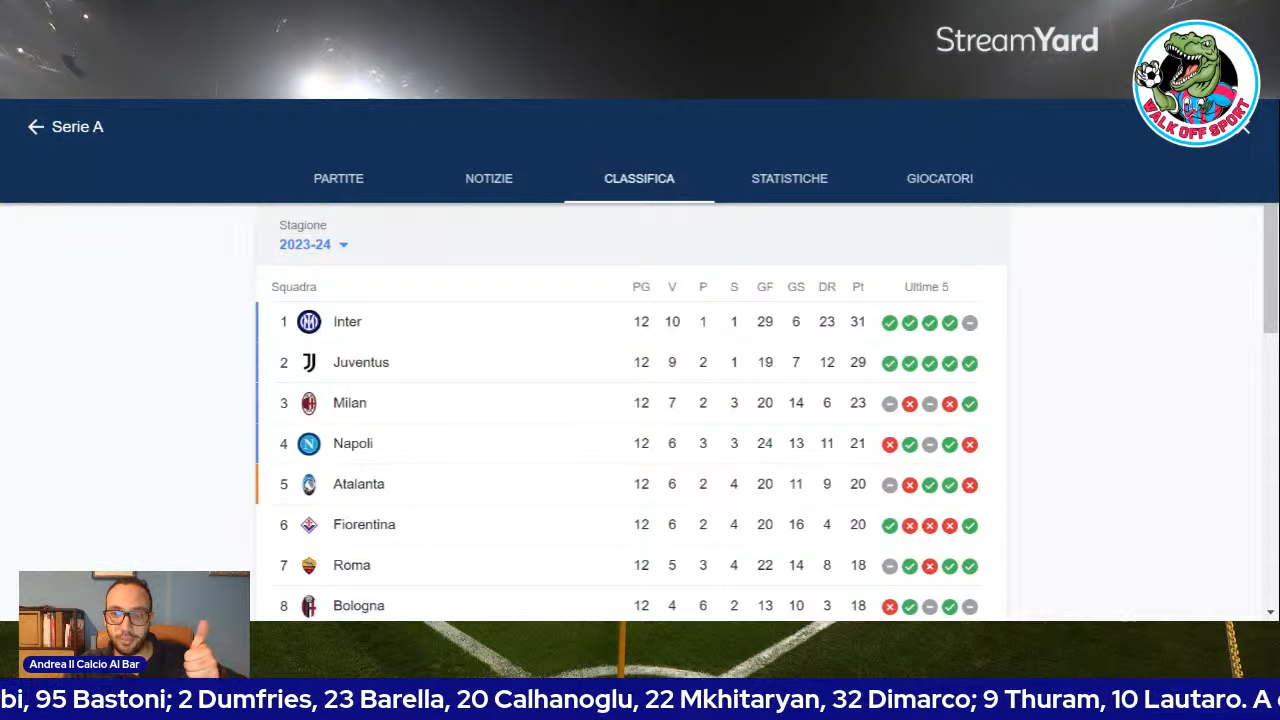 StreamYard
WALK OFF SPORT
Serie A
PARTITE NOTIZIE CLASSIFICA STATISTICHE GIOCATORI
Stagione
2023-24
Squadra PG V P S GF GS DR Pt Ultime 5
1 Inter 12 10 1 1 29 6 23 31
2 Juventus 12 9 2 1 19 7 12 29
3 Milan 12 7 2 3 20 14 6 23
4 Napoli 12 6 3 3 24 13 11 21
5 Atalanta 12 6 2 4 20 11 9 20
6 Fiorentina 12 6 2 4 20 16 4 20
7 Roma 12 5 3 4 22 14 8 18
8 Bologna 12 4 6 2 13 10 3 18
Andrea Il Calcio Al Bar
bi, 95 Bastoni; 2 Dumfries, 23 Barella, 20 Calhanoglu, 22 Mkhitaryan, 32 Dimarco; 9 Thuram, 10 Lautaro. A